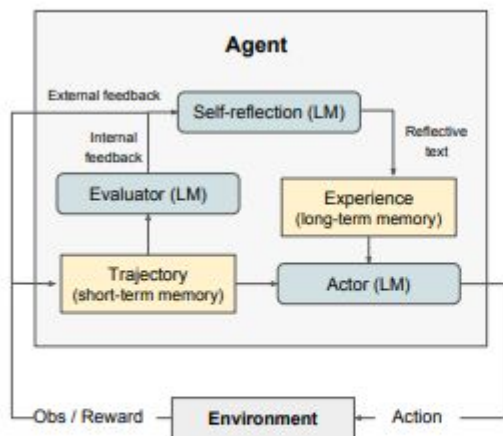 Agent
External feedback
Self-reflection (LM)
Internal
feedback
Reflective
text
Evaluator (LM)
Experience
(long-term memory)
Trajectory
(short-term memory)
Actor (LM)
Obs / Reward
Environment
Action